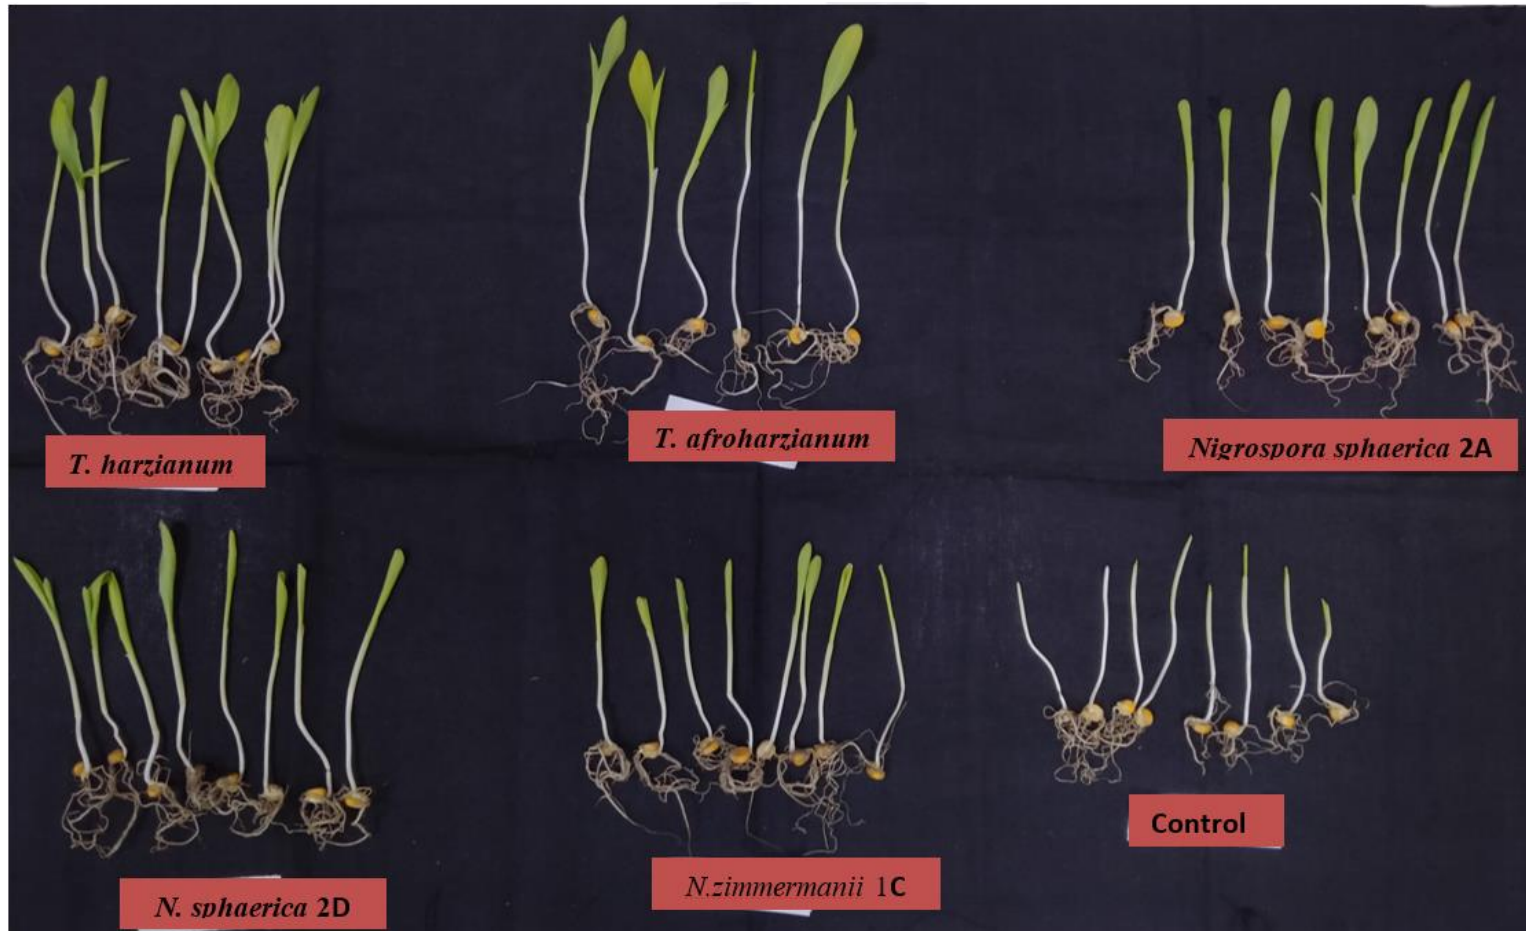 T. harzianum
T. afroharzianum
Nigrospora sphaerica 2A
N. sphaerica 2D
N.zimmermanii 1C
Control